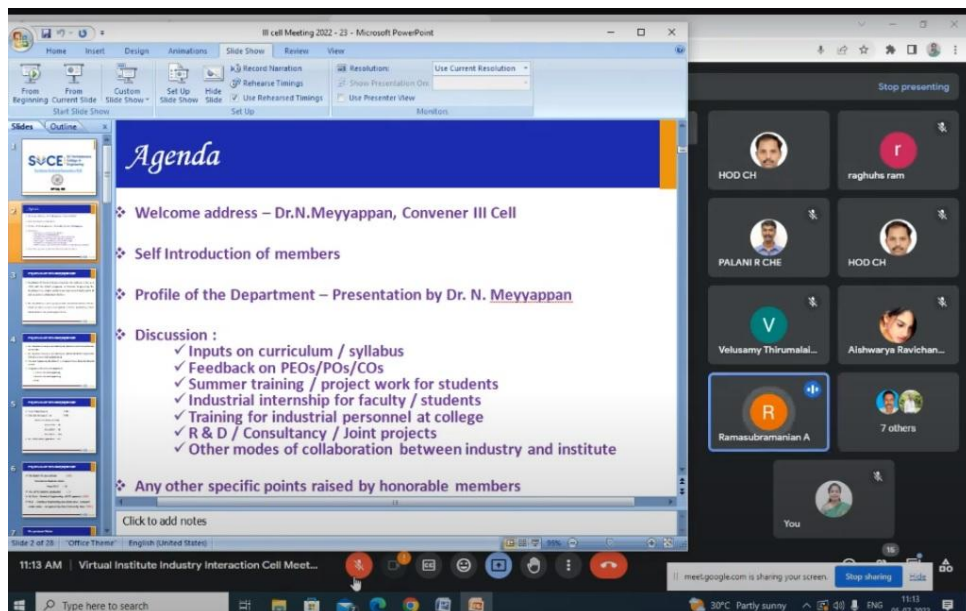 III cell Meeting 2022 - 23 - Microsoft PowerPoint
Home Insert Design Animations Slide Show Review View
Record Narration
Rehearse Timings
Use Rehearsed Timings
Resolution: Use Current Resolution
Show Presentation On:
Use Presenter View
From Beginning
From Current Slide
Custom Slide Show
Set Up Slide Show
Hide Slide
Start Slide Show
Set Up
Monitors
Slides Outline
SVCE
Agenda
Welcome address – Dr.N.Meyyappan, Convener III Cell
Self Introduction of members
Profile of the Department – Presentation by Dr. N. Meyyappan
Discussion :
Inputs on curriculum / syllabus
Feedback on PEOs/POs/COs
Summer training / project work for students
Industrial internship for faculty / students
Training for industrial personnel at college
R & D / Consultancy / Joint projects
Other modes of collaboration between industry and institute
Any other specific points raised by honorable members
Click to add notes
Slide 2 of 28 "Office Theme" English (United States) 99%
Stop presenting
HOD CH
r
raghuhs ram
PALANI R CHE
HOD CH
V
Velusamy Thirumalai...
Aishwarya Ravichan...
R
Ramasubramanian A
7 others
You
11:13 AM | Virtual Institute Industry Interaction Cell Meet...
16
meet.google.com is sharing your screen. Stop sharing Hide
Type here to search
30°C Partly sunny ENG 11:13